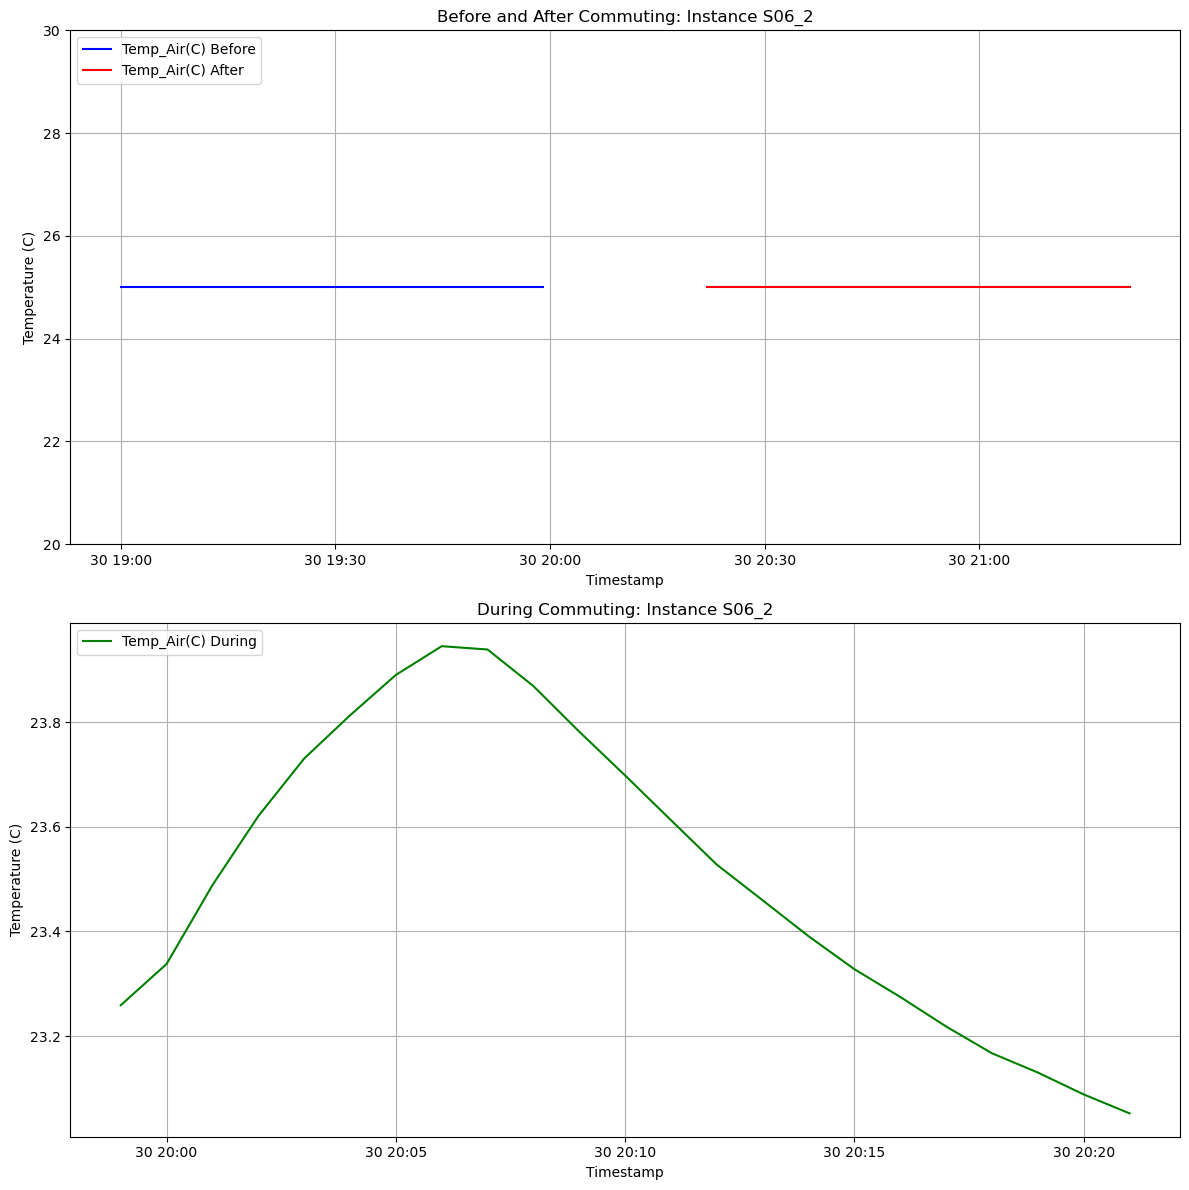 Before and After Commuting: Instance S06_2
Temp_Air(C) Before
Temp_Air(C) After
30
28
26
24
22
20
Temperature (C)
30 19:00 30 19:30 30 20:00 30 20:30 30 21:00
Timestamp
During Commuting: Instance S06_2
Temp_Air(C) During
23.8
23.6
23.4
23.2
Temperature (C)
30 20:00 30 20:05 30 20:10 30 20:15 30 20:20
Timestamp